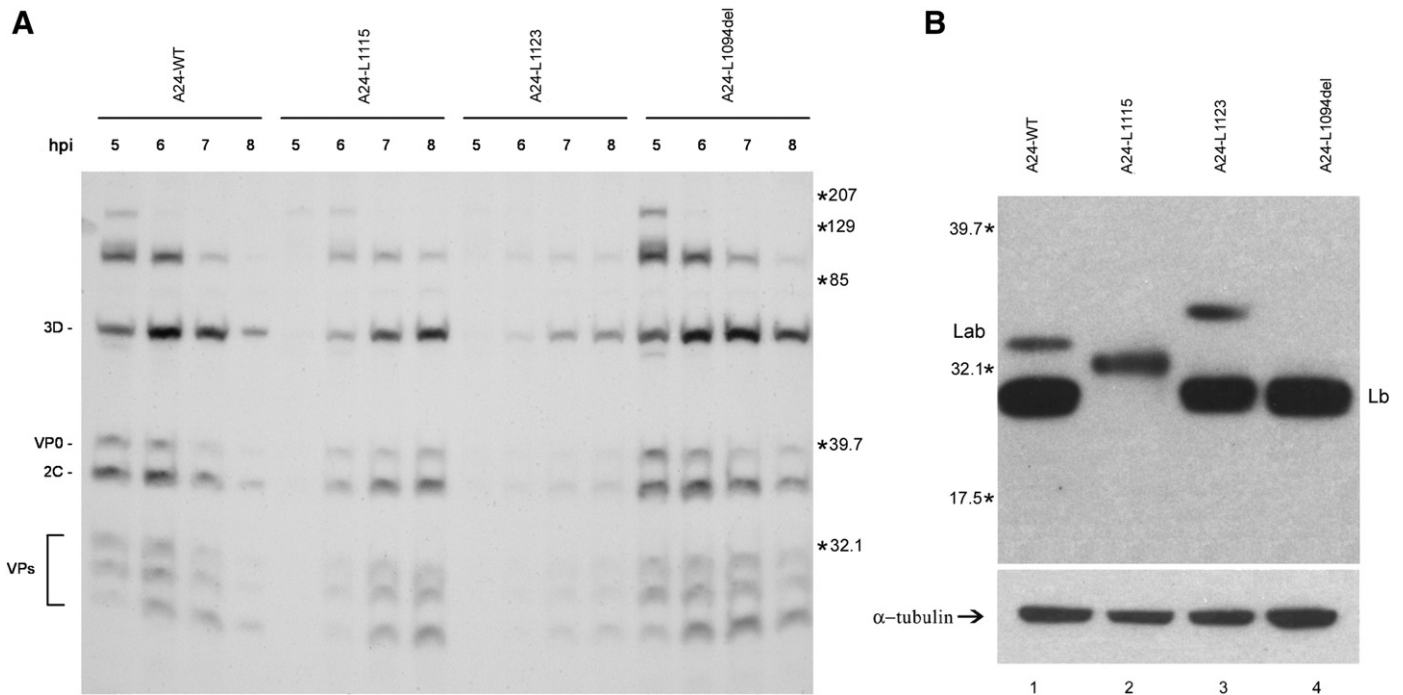 A
A24-WT
A24-L1115
A24-L1123
A24-L1094del
hpi 5 6 7 8 5 6 7 8 5 6 7 8 5 6 7 8
*207
*129
*85
3D -
VP0 -
*39.7
2C -
*32.1
VPs
B
A24-WT
A24-L1115
A24-L1123
A24-L1094del
39.7*
Lab
32.1*
Lb
17.5*
α-tubulin →
1 2 3 4